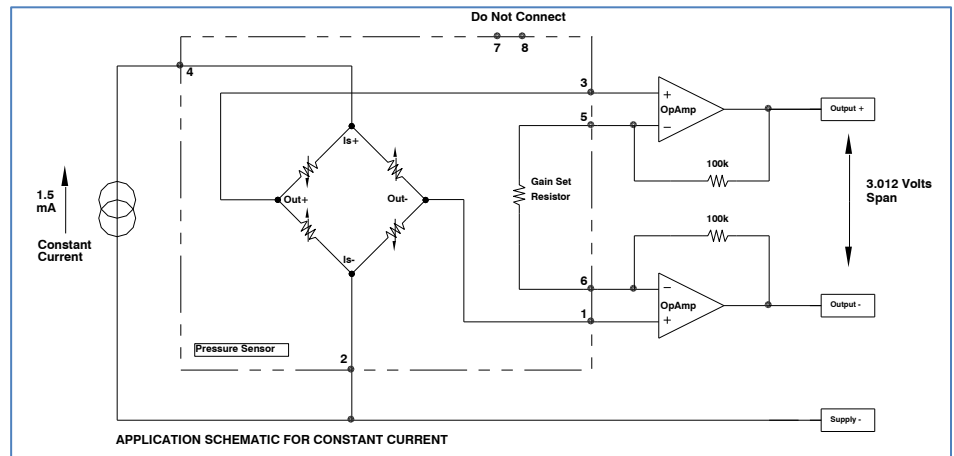 Do Not Connect
7 8
4
3
Is+
+
OpAmp
−
Output +
5
100k
1.5
mA
Constant
Current
Out+
Out-
Gain Set
Resistor
3.012 Volts
Span
100k
Is-
6
−
OpAmp
+
Output -
1
Pressure Sensor
2
Supply -
APPLICATION SCHEMATIC FOR CONSTANT CURRENT